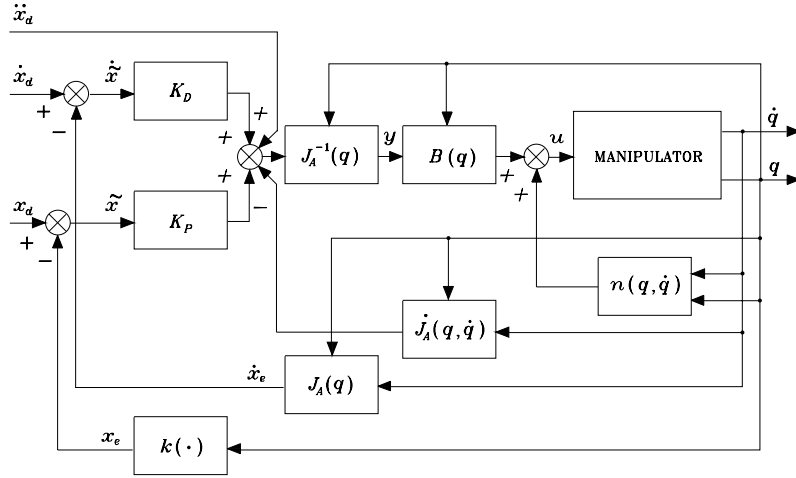 ẍ_d
ẋ_d
+
−
x̃̇
K_D
+
+
+
−
J_A^{-1}(q)
y
B(q)
+
+
u
MANIPULATOR
q̇
q
x_d
+
−
x̃
K_P
n(q,q̇)
J̇_A(q,q̇)
ẋ_e
J_A(q)
x_e
k(·)